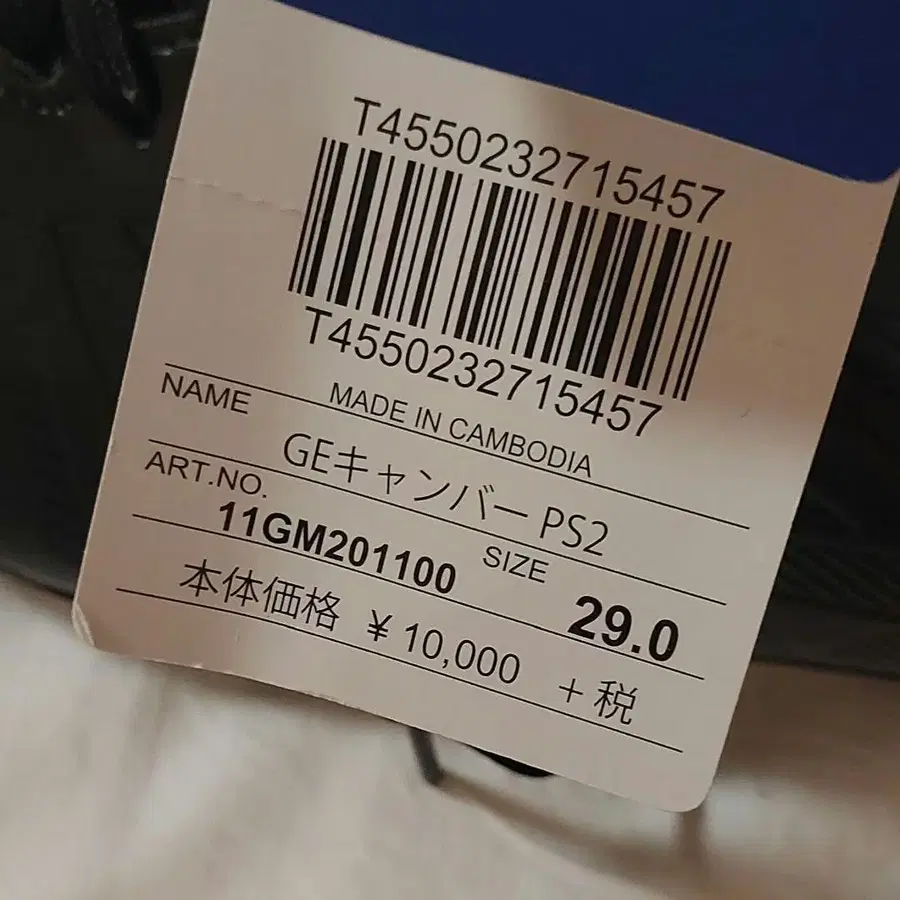 T4550232715457
T4550232715457
MADE IN CAMBODIA
NAME GEキャンバー PS2
ART.NO. 11GM201100 SIZE 29.0
本体価格 ¥ 10,000 + 税